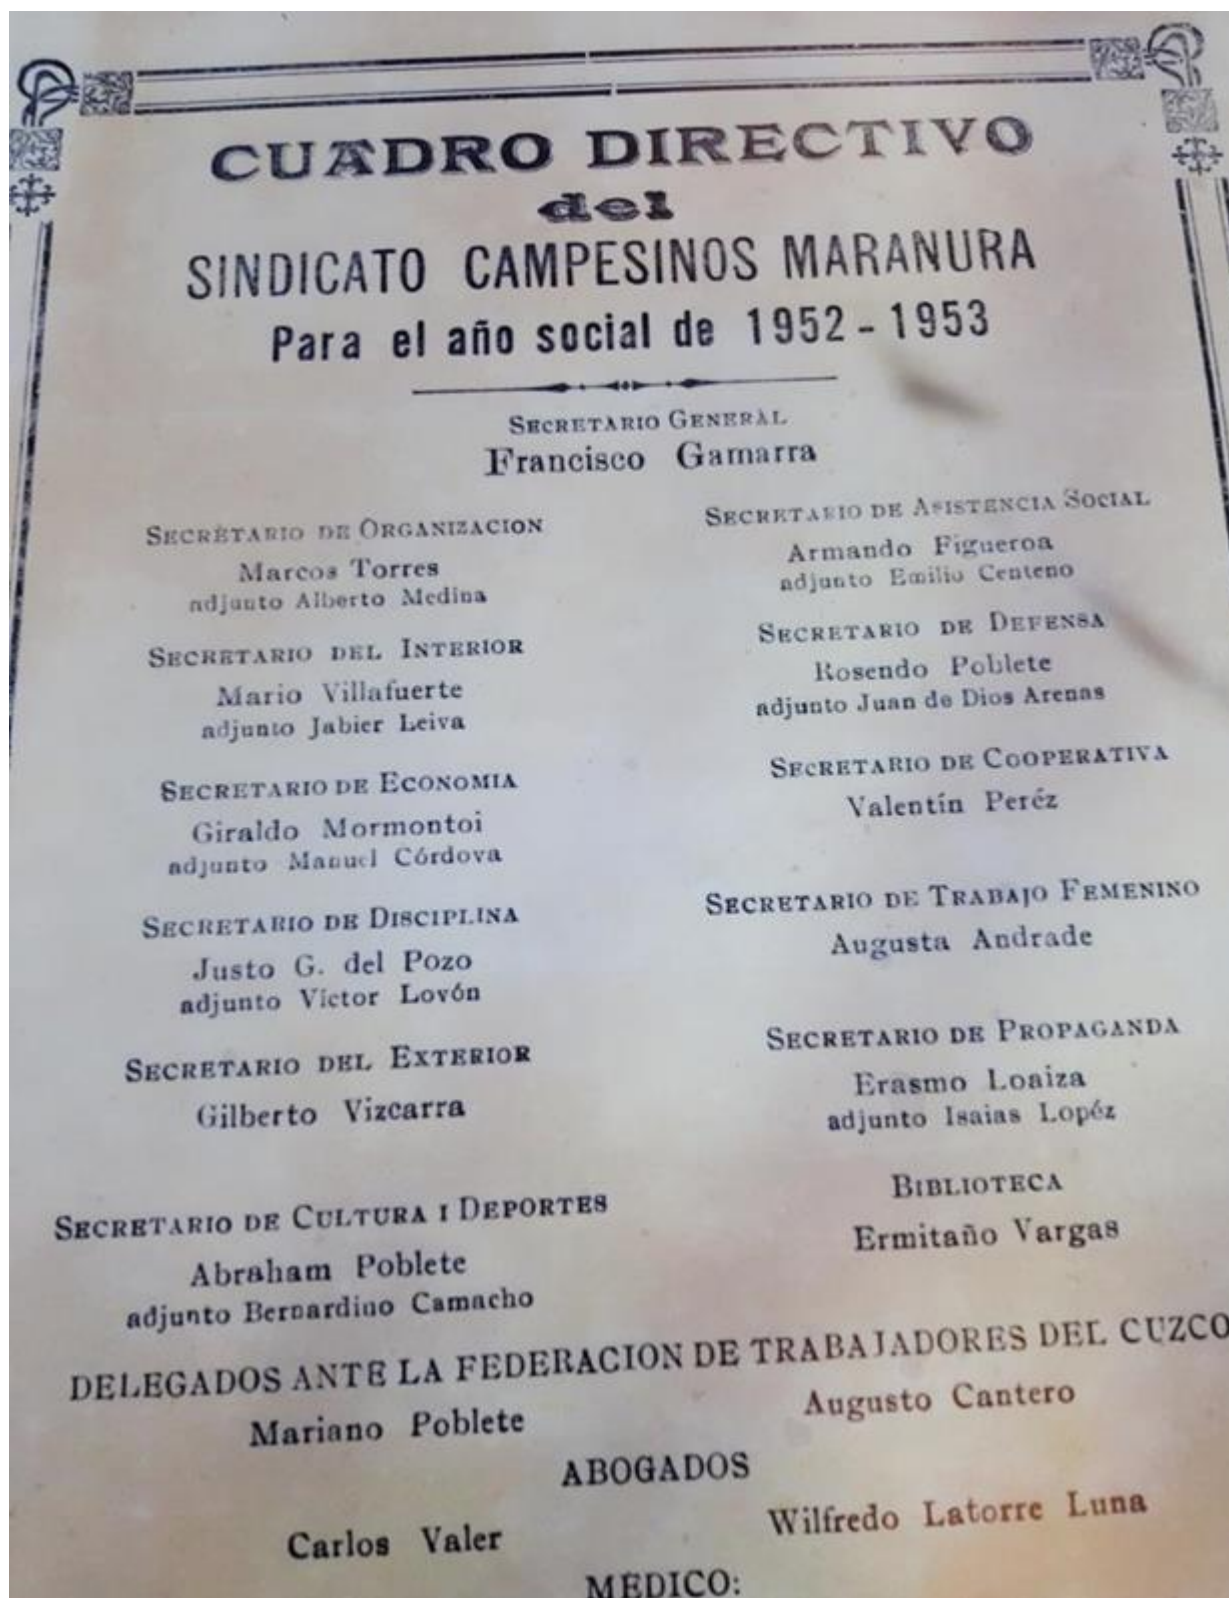 CUADRO DIRECTIVO
del
SINDICATO CAMPESINOS MARANURA
Para el año social de 1952 - 1953
SECRETARIO GENERAL
Francisco Gamarra
SECRETARIO DE ORGANIZACION
Marcos Torres
adjunto Alberto Medina
SECRETARIO DEL INTERIOR
Mario Villafuerte
adjunto Jabier Leiva
SECRETARIO DE ECONOMIA
Giraldo Mormontoi
adjunto Manuel Córdova
SECRETARIO DE DISCIPLINA
Justo G. del Pozo
adjunto Víctor Lovón
SECRETARIO DEL EXTERIOR
Gilberto Vizcarra
SECRETARIO DE CULTURA I DEPORTES
Abraham Poblete
adjunto Bernardino Camacho
SECRETARIO DE ASISTENCIA SOCIAL
Armando Figueroa
adjunto Emilio Centeno
SECRETARIO DE DEFENSA
Rosendo Poblete
adjunto Juan de Dios Arenas
SECRETARIO DE COOPERATIVA
Valentín Peréz
SECRETARIO DE TRABAJO FEMENINO
Augusta Andrade
SECRETARIO DE PROPAGANDA
Erasmo Loaiza
adjunto Isaias Lopéz
BIBLIOTECA
Ermitaño Vargas
DELEGADOS ANTE LA FEDERACION DE TRABAJADORES DEL CUZCO
Mariano Poblete Augusto Cantero
ABOGADOS
Carlos Valer Wilfredo Latorre Luna
MEDICO: